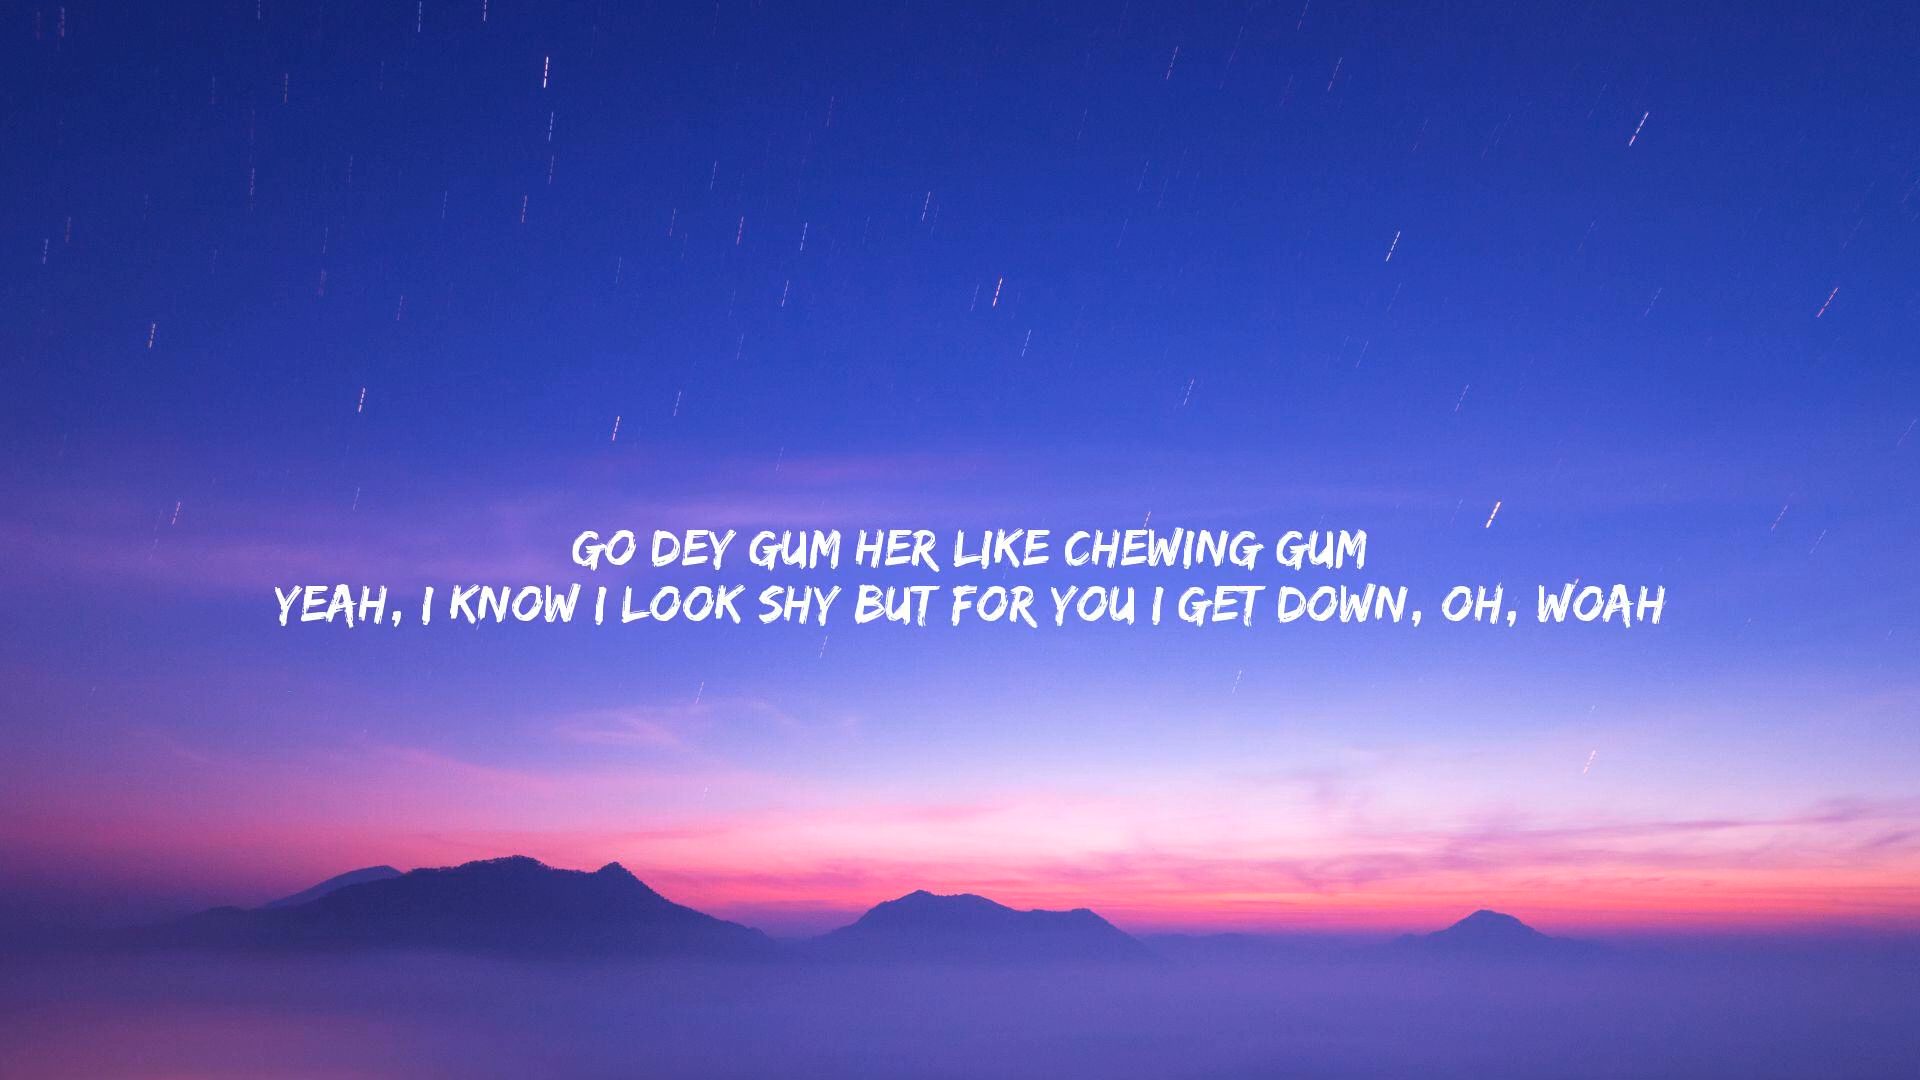 GO DEY GUM HER LIKE CHEWING GUM
YEAH, I KNOW I LOOK SHY BUT FOR YOU I GET DOWN, OH, WOAH